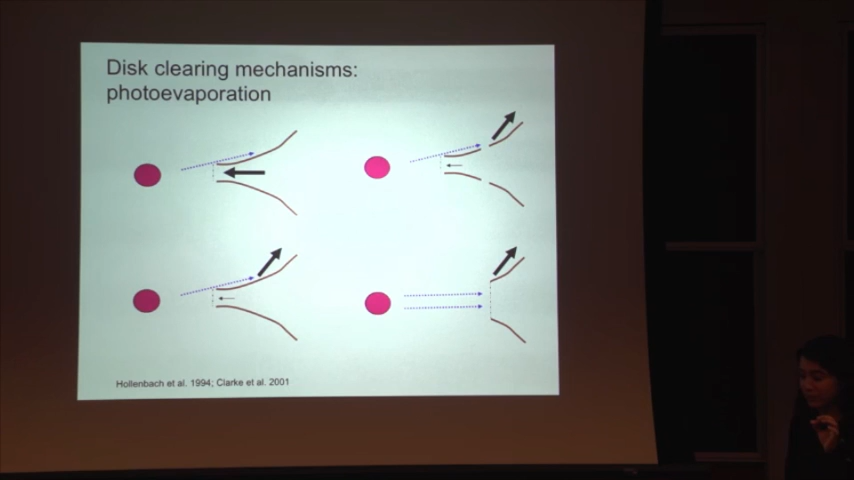 Disk clearing mechanisms:
photoevaporation
Hollenbach et al. 1994; Clarke et al. 2001